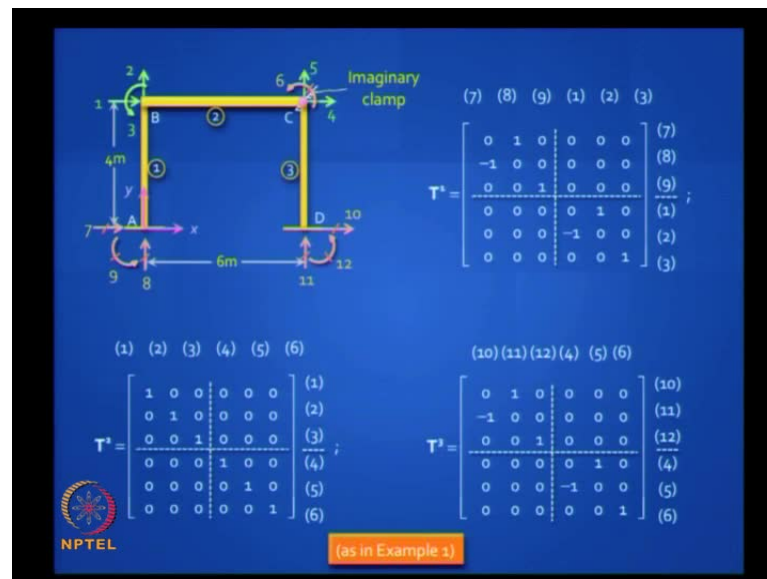 2 5
6 Imaginary
clamp
1 B 2 C 4
3
4m 1 3
y
7 A x D 10
9 8 6m 11 12
(7) (8) (9) (1) (2) (3)
T¹ =
0 1 0 0 0 0 (7)
−1 0 0 0 0 0 (8)
0 0 1 0 0 0 (9)
0 0 0 0 1 0 (1)
0 0 0 −1 0 0 (2)
0 0 0 0 0 1 (3)
;
(1) (2) (3) (4) (5) (6)
T² =
1 0 0 0 0 0 (1)
0 1 0 0 0 0 (2)
0 0 1 0 0 0 (3)
0 0 0 1 0 0 (4)
0 0 0 0 1 0 (5)
0 0 0 0 0 1 (6)
;
(10) (11) (12) (4) (5) (6)
T³ =
0 1 0 0 0 0 (10)
−1 0 0 0 0 0 (11)
0 0 1 0 0 0 (12)
0 0 0 0 1 0 (4)
0 0 0 −1 0 0 (5)
0 0 0 0 0 1 (6)
NPTEL
(as in Example 1)